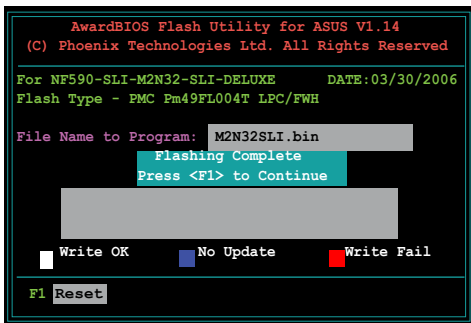 AwardBIOS Flash Utility for ASUS V1.14
(C) Phoenix Technologies Ltd. All Rights Reserved
For NF590-SLI-M2N32-SLI-DELUXE DATE:03/30/2006
Flash Type - PMC Pm49FL004T LPC/FWH
File Name to Program: M2N32SLI.bin
Flashing Complete
Press <F1> to Continue
Write OK No Update Write Fail
F1 Reset